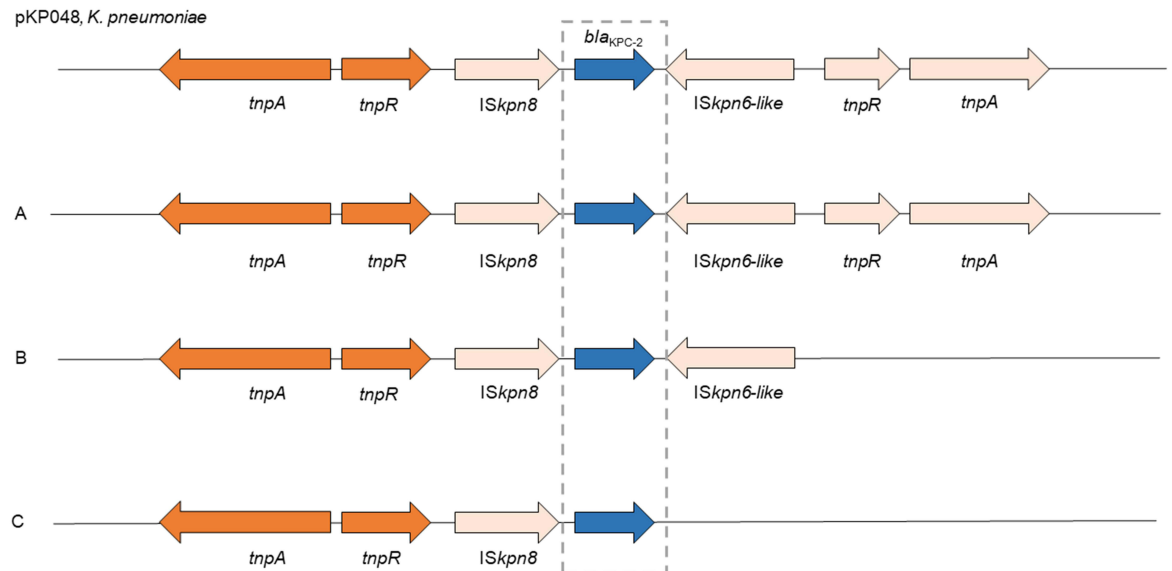 pKP048, K. pneumoniae
blaKPC-2
tnpA tnpR ISkpn8 ISkpn6-like tnpR tnpA
A
tnpA tnpR ISkpn8 ISkpn6-like tnpR tnpA
B
tnpA tnpR ISkpn8 ISkpn6-like
C
tnpA tnpR ISkpn8